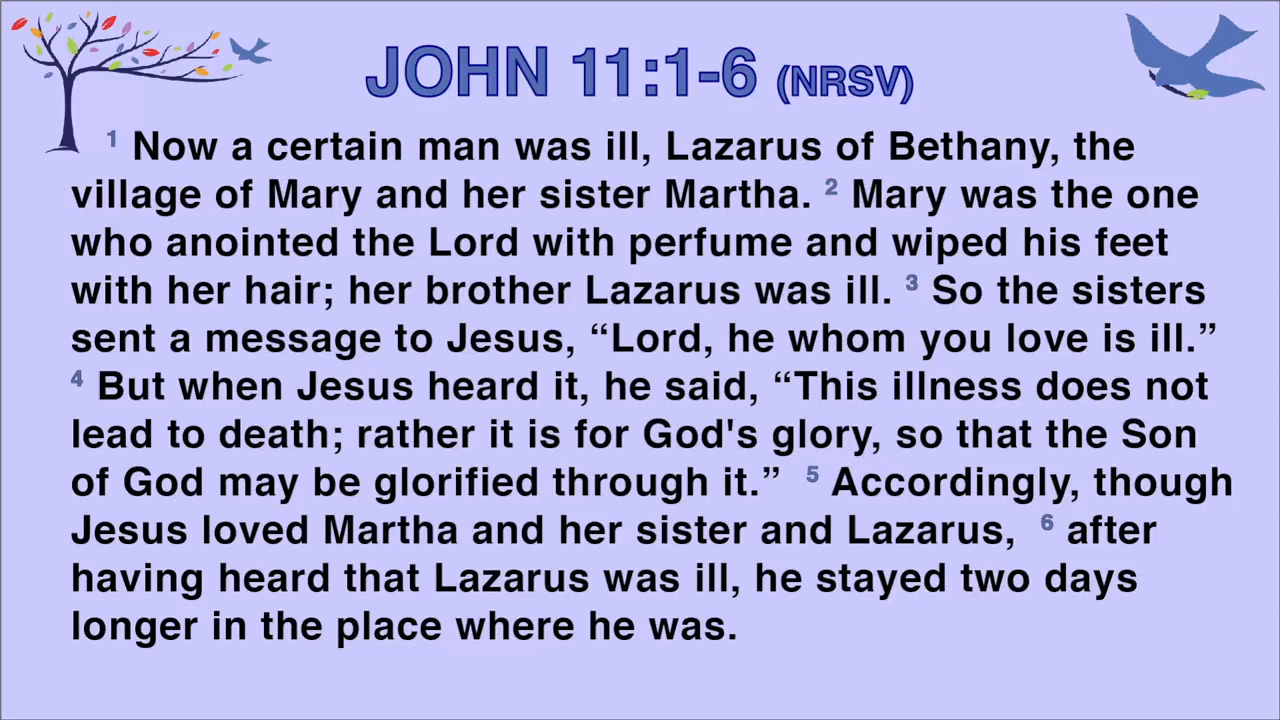 JOHN 11:1-6 (NRSV)
1 Now a certain man was ill, Lazarus of Bethany, the
village of Mary and her sister Martha. 2 Mary was the one
who anointed the Lord with perfume and wiped his feet
with her hair; her brother Lazarus was ill. 3 So the sisters
sent a message to Jesus, “Lord, he whom you love is ill.”
4 But when Jesus heard it, he said, “This illness does not
lead to death; rather it is for God's glory, so that the Son
of God may be glorified through it.” 5 Accordingly, though
Jesus loved Martha and her sister and Lazarus, 6 after
having heard that Lazarus was ill, he stayed two days
longer in the place where he was.